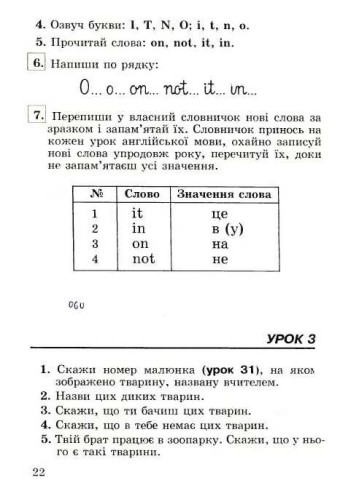 4. Озвуч букви: I, T, N, O; i, t, n, o.
5. Прочитай слова: on, not, it, in.
6. Напиши по рядку:
O... o... on... not... it... in...
7. Перепиши у власний словничок нові слова за
зразком і запам'ятай їх. Словничок принось на
кожен урок англійської мови, охайно записуй
нові слова упродовж року, перечитуй їх, доки
не запам'ятаєш усі значення.
№ Слово Значення слова
1 it це
2 in в (у)
3 on на
4 not не
УРОК 3
1. Скажи номер малюнка (урок 31), на яком
зображено тварину, названу вчителем.
2. Назви цих диких тварин.
3. Скажи, що ти бачиш цих тварин.
4. Скажи, що в тебе немає цих тварин.
5. Твій брат працює в зоопарку. Скажи, що у ньо-
го є такі тварини.
22